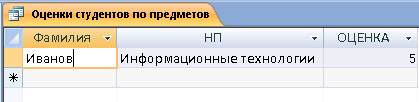 Оценки студентов по предметов
Фамилия НП ОЦЕНКА
Иванов Информационные технологии 5